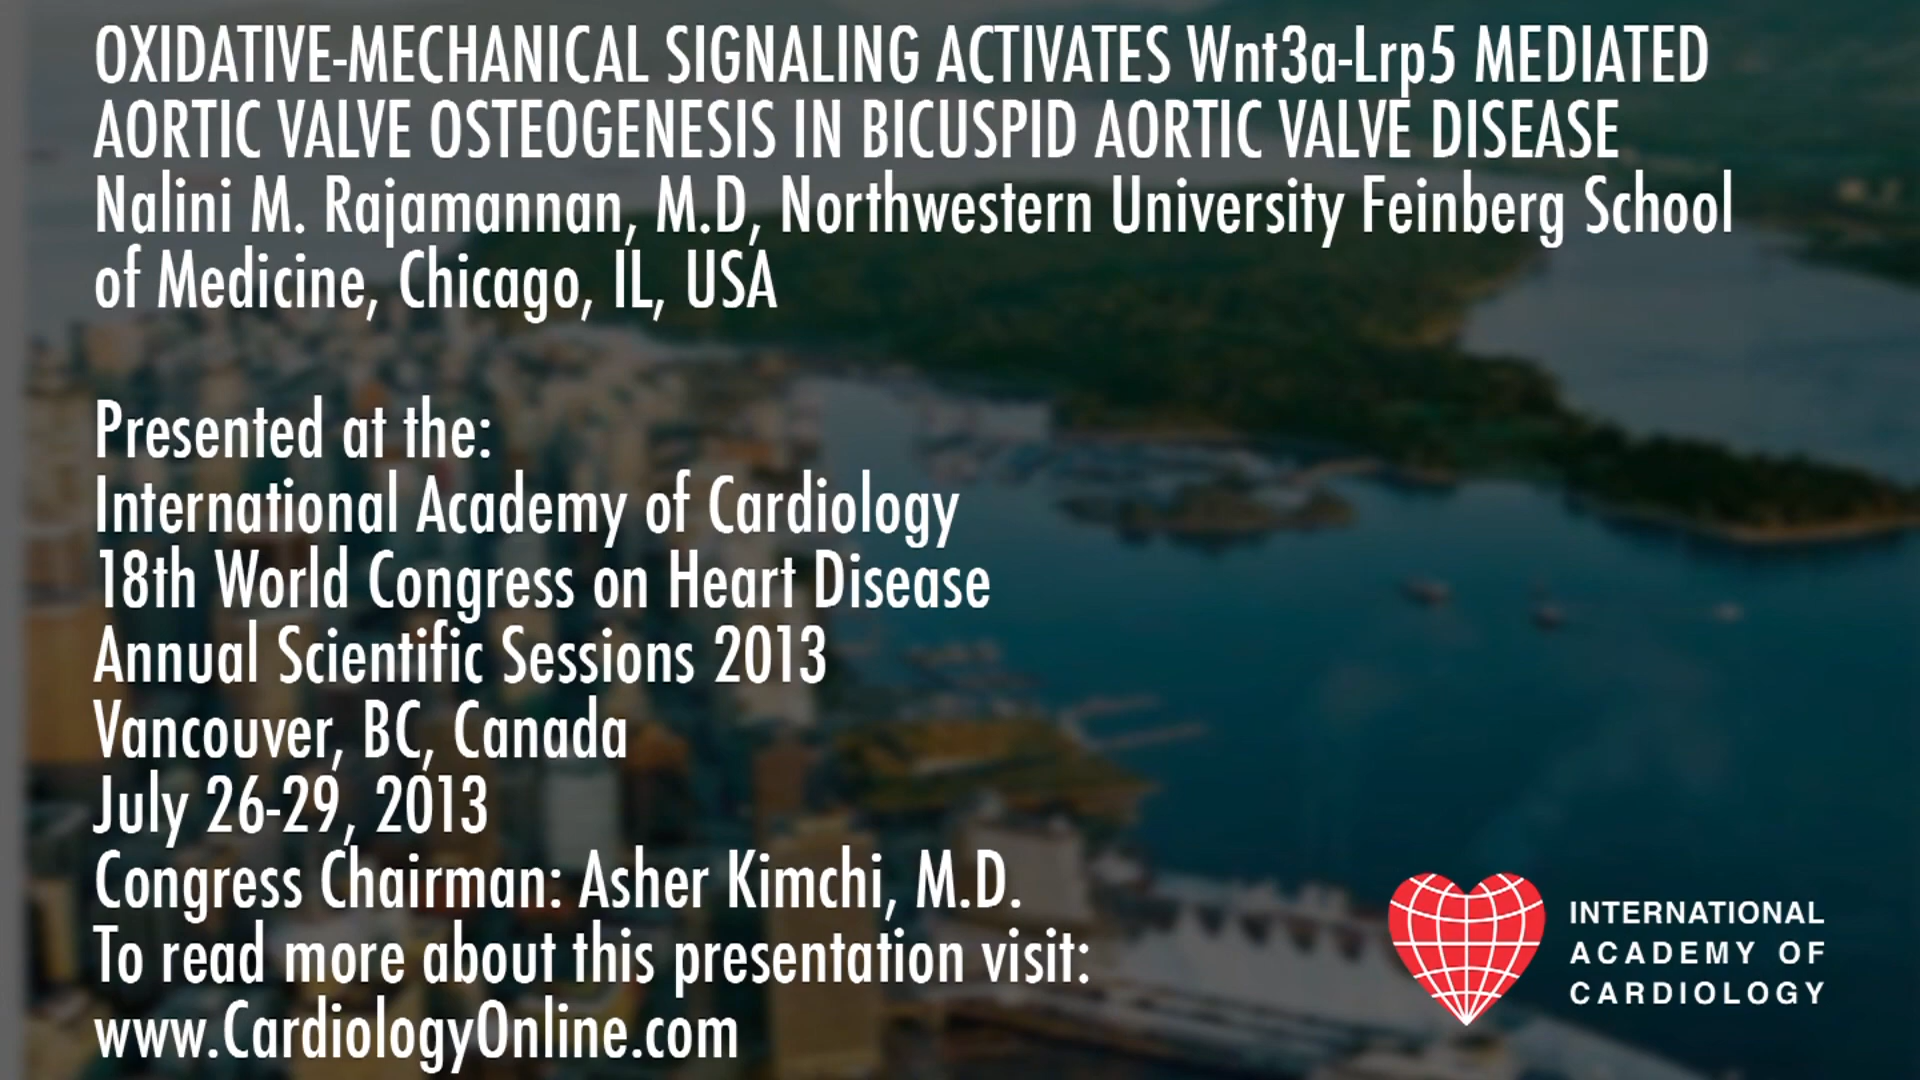 OXIDATIVE-MECHANICAL SIGNALING ACTIVATES Wnt3a-Lrp5 MEDIATED
AORTIC VALVE OSTEOGENESIS IN BICUSPID AORTIC VALVE DISEASE
Nalini M. Rajamannan, M.D, Northwestern University Feinberg School
of Medicine, Chicago, IL, USA
Presented at the:
International Academy of Cardiology
18th World Congress on Heart Disease
Annual Scientific Sessions 2013
Vancouver, BC, Canada
July 26-29, 2013
Congress Chairman: Asher Kimchi, M.D.
To read more about this presentation visit:
www.CardiologyOnline.com
INTERNATIONAL
ACADEMY OF
CARDIOLOGY